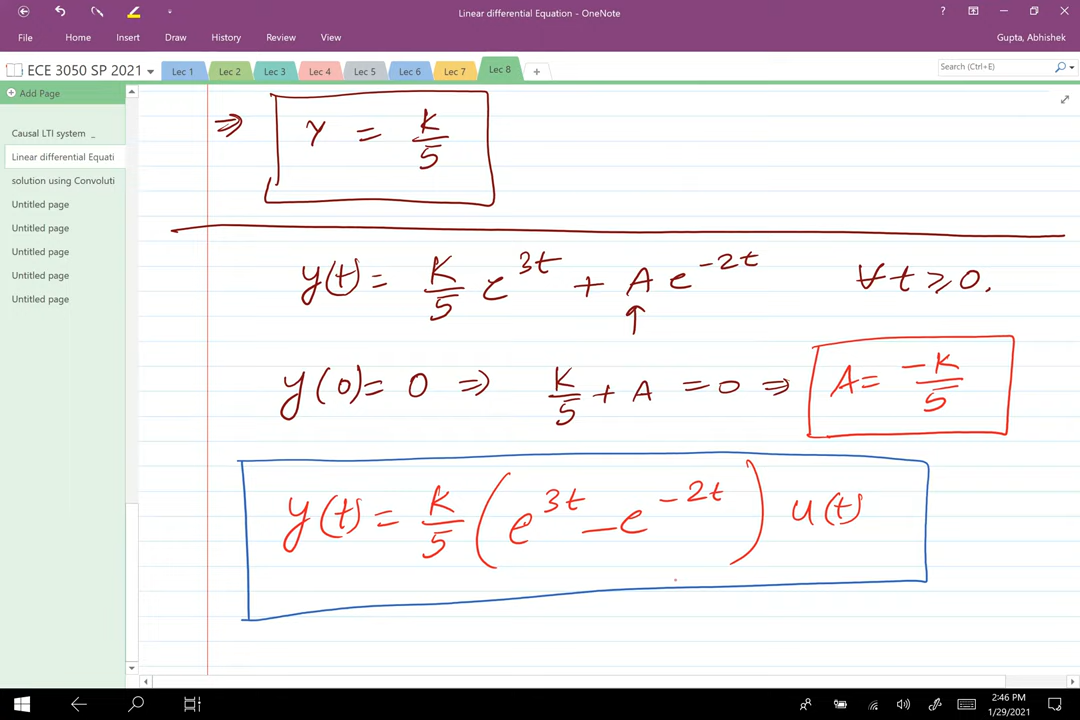 Linear differential Equation - OneNote
?
Gupta, Abhishek
File Home Insert Draw History Review View
ECE 3050 SP 2021 Lec 1 Lec 2 Lec 3 Lec 4 Lec 5 Lec 6 Lec 7 Lec 8 +
Search (Ctrl+E)
Add Page
Causal LTI system _
Linear differential Equati
solution using Convoluti
Untitled page
Untitled page
Untitled page
Untitled page
Untitled page
⇒ Y = K/5
y(t) = K/5 e^{3t} + A e^{-2t} ∀ t ≥ 0.
↑
y(0) = 0 ⇒ K/5 + A = 0 ⇒ A = -K/5
y(t) = K/5 (e^{3t} - e^{-2t}) u(t)
2:46 PM
1/29/2021